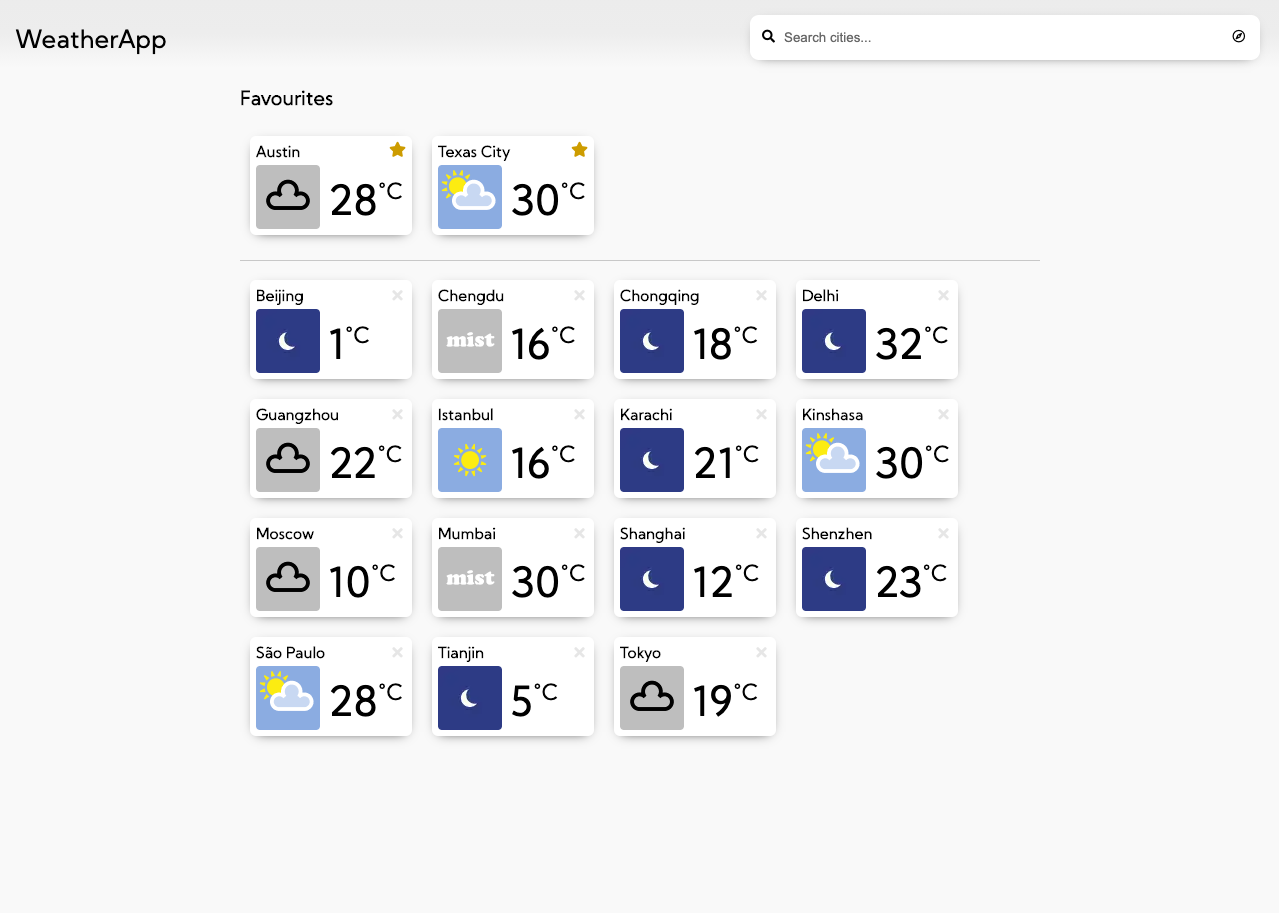 WeatherApp
Search cities...
Favourites
Austin
28°C
Texas City
30°C
Beijing
1°C
Chengdu
mist
16°C
Chongqing
18°C
Delhi
32°C
Guangzhou
22°C
Istanbul
16°C
Karachi
21°C
Kinshasa
30°C
Moscow
10°C
Mumbai
mist
30°C
Shanghai
12°C
Shenzhen
23°C
São Paulo
28°C
Tianjin
5°C
Tokyo
19°C